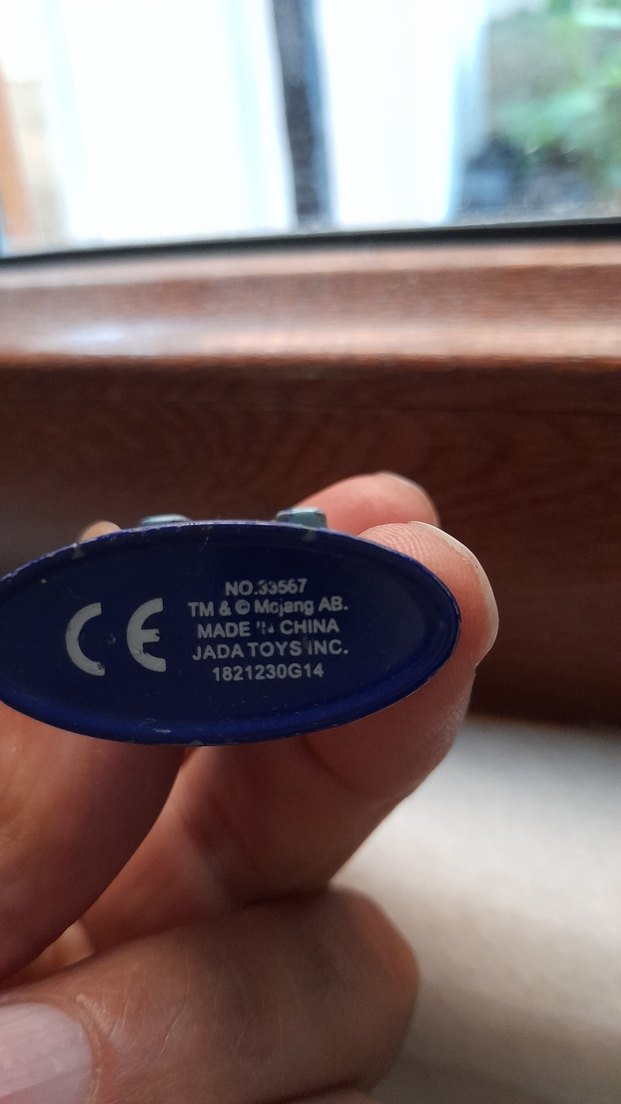 CE
NO.33567
TM & © Mojang AB.
MADE IN CHINA
JADA TOYS INC.
1821230G14